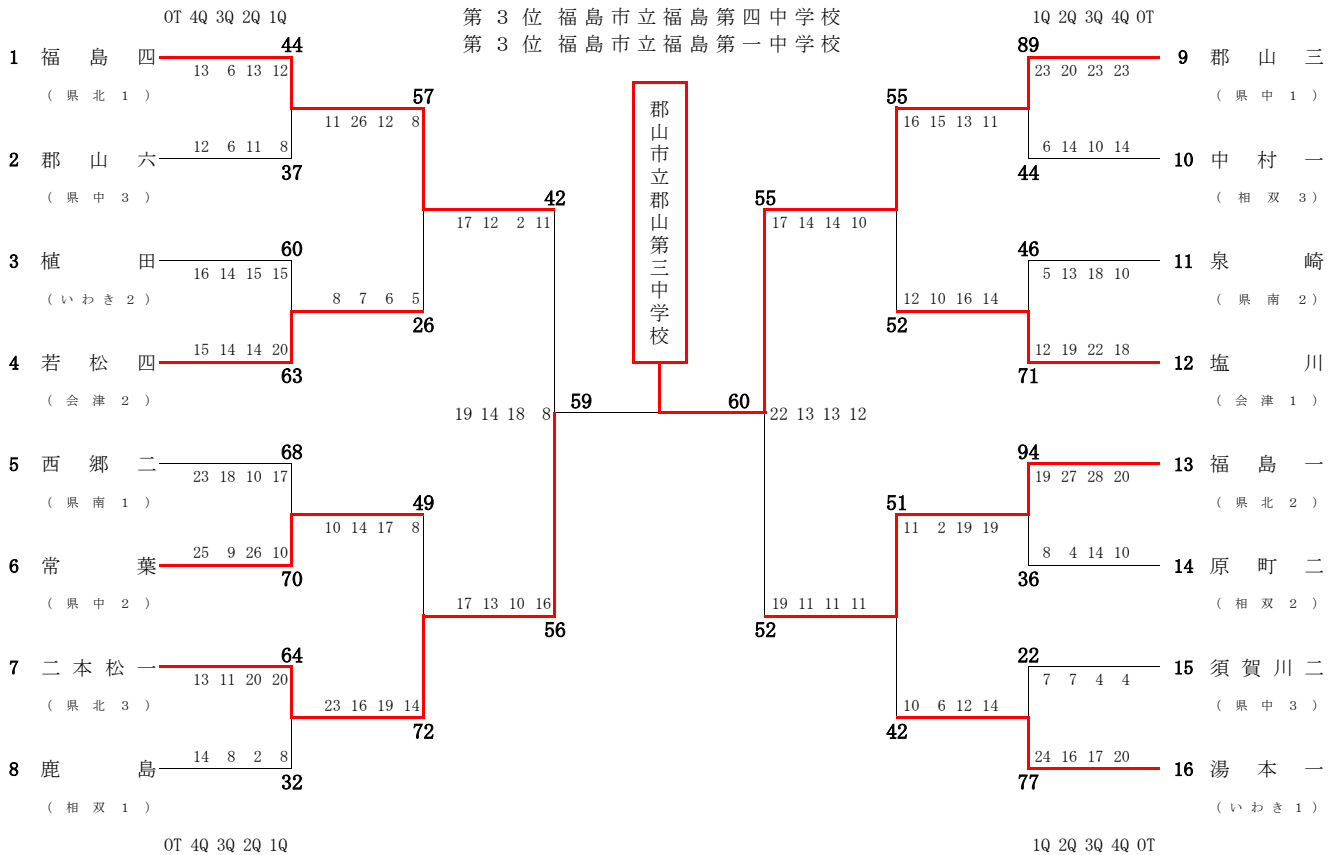 第 3 位 福島市立福島第四中学校
第 3 位 福島市立福島第一中学校
OT 4Q 3Q 2Q 1Q
1Q 2Q 3Q 4Q OT
郡山市立郡山第三中学校
1 福島四
(県北1)
44
13 6 13 12
2 郡山六
(県中3)
12 6 11 8
37
57
11 26 12 8
3 植田
(いわき2)
60
16 14 15 15
4 若松四
(会津2)
15 14 14 20
63
8 7 6 5
26
42
17 12 2 11
5 西郷二
(県南1)
68
23 18 10 17
6 常葉
(県中2)
25 9 26 10
70
49
10 14 17 8
7 二本松一
(県北3)
64
13 11 20 20
8 鹿島
(相双1)
14 8 2 8
32
23 16 19 14
72
17 13 10 16
56
19 14 18 8
59
60
22 13 13 12
9 郡山三
(県中1)
89
23 20 23 23
10 中村一
(相双3)
6 14 10 14
44
55
16 15 13 11
11 泉崎
(県南2)
46
5 13 18 10
12 塩川
(会津1)
12 19 22 18
71
12 10 16 14
52
55
17 14 14 10
13 福島一
(県北2)
94
19 27 28 20
14 原町二
(相双2)
8 4 14 10
36
51
11 2 19 19
15 須賀川二
(県中3)
22
7 7 4 4
16 湯本一
(いわき1)
24 16 17 20
77
10 6 12 14
42
19 11 11 11
52
OT 4Q 3Q 2Q 1Q
1Q 2Q 3Q 4Q OT